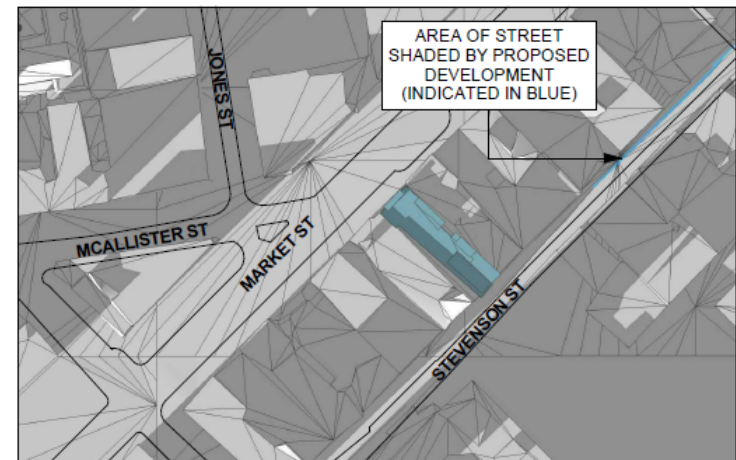 AREA OF STREET
SHADED BY PROPOSED
DEVELOPMENT
(INDICATED IN BLUE)
JONES ST
MCALLISTER ST
MARKET ST
STEVENSON ST